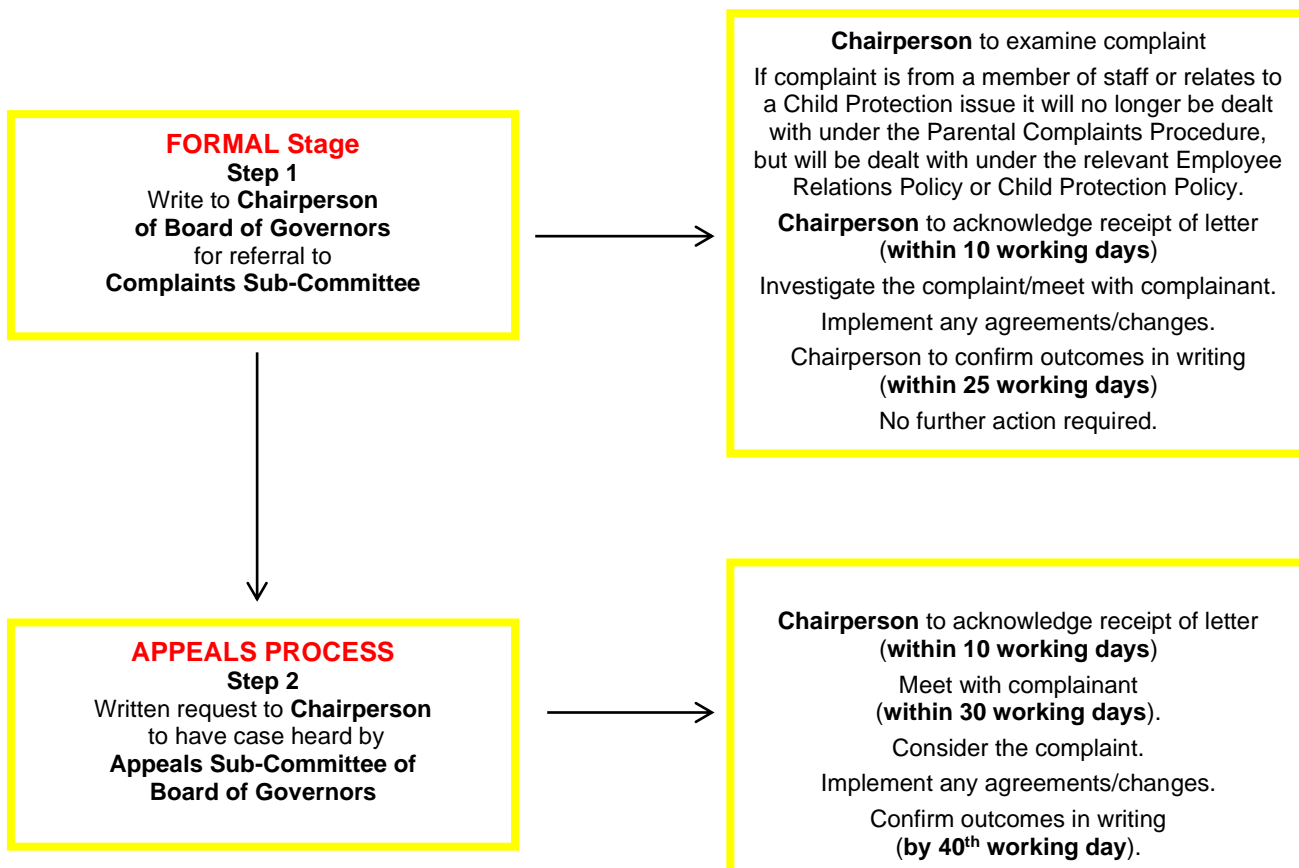 FORMAL Stage
Step 1
Write to Chairperson
of Board of Governors
for referral to
Complaints Sub-Committee
Chairperson to examine complaint
If complaint is from a member of staff or relates to
a Child Protection issue it will no longer be dealt
with under the Parental Complaints Procedure,
but will be dealt with under the relevant Employee
Relations Policy or Child Protection Policy.
Chairperson to acknowledge receipt of letter
(within 10 working days)
Investigate the complaint/meet with complainant.
Implement any agreements/changes.
Chairperson to confirm outcomes in writing
(within 25 working days)
No further action required.
APPEALS PROCESS
Step 2
Written request to Chairperson
to have case heard by
Appeals Sub-Committee of
Board of Governors
Chairperson to acknowledge receipt of letter
(within 10 working days)
Meet with complainant
(within 30 working days).
Consider the complaint.
Implement any agreements/changes.
Confirm outcomes in writing
(by 40th working day).